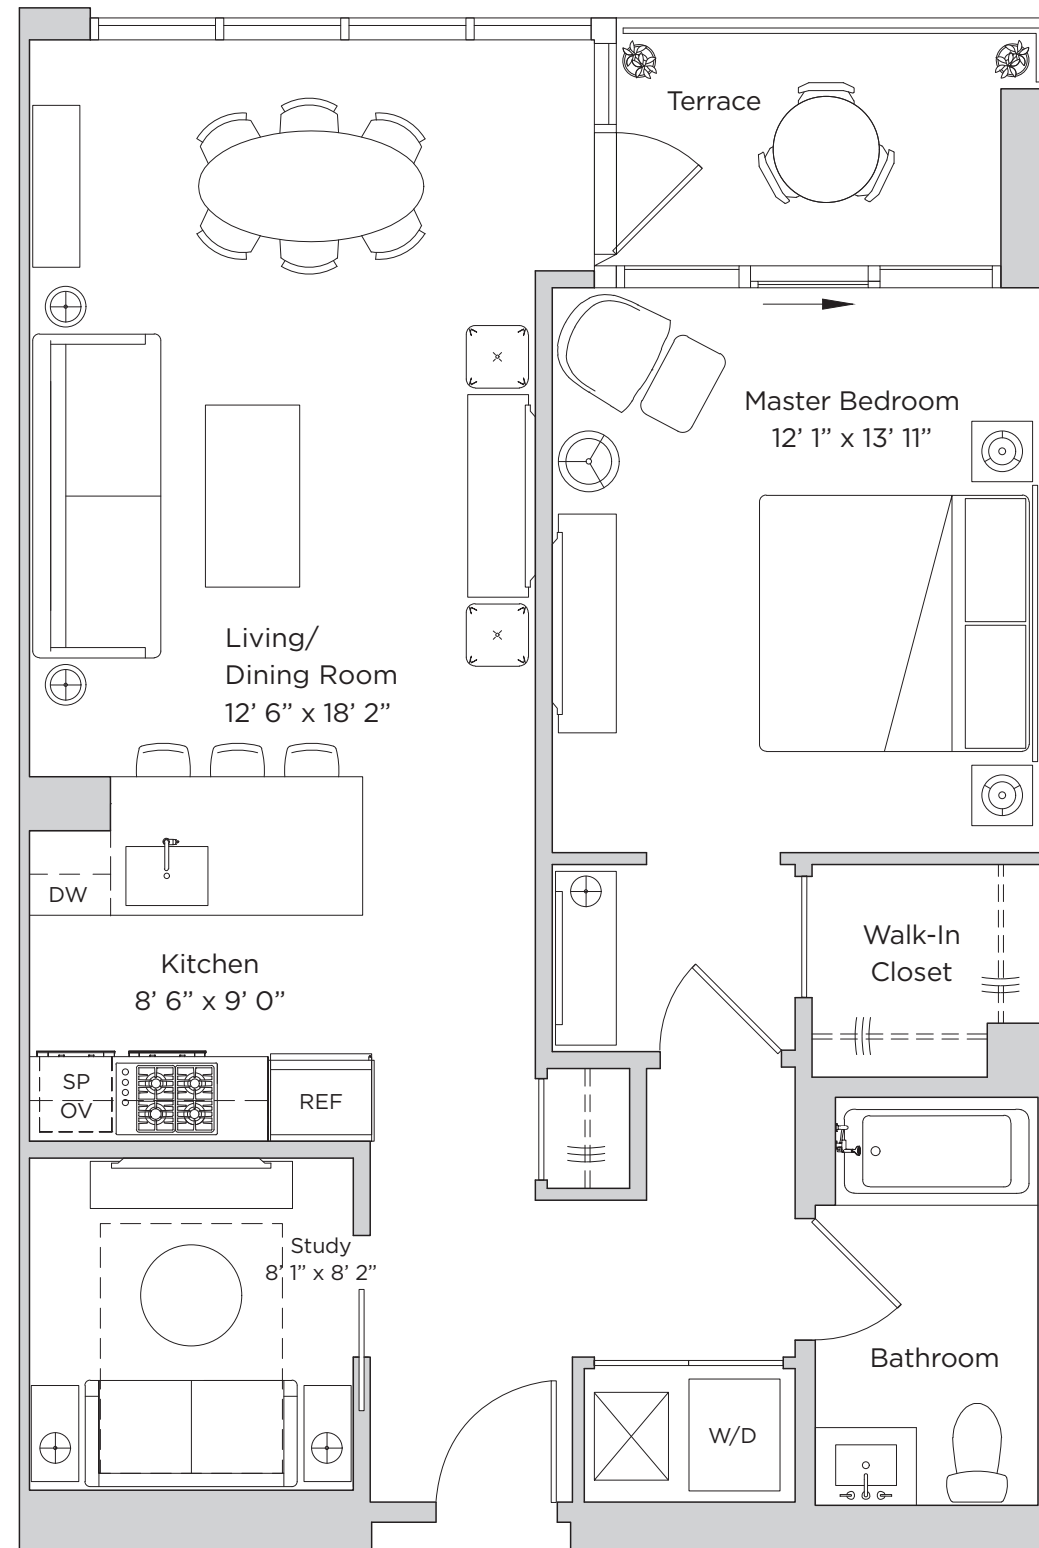 Terrace
Master Bedroom
12’ 1” x 13’ 11”
Living/
Dining Room
12’ 6” x 18’ 2”
DW
Walk-In
Closet
Kitchen
8’ 6” x 9’ 0”
SP
OV
REF
Study
8’ 1” x 8’ 2”
Bathroom
W/D